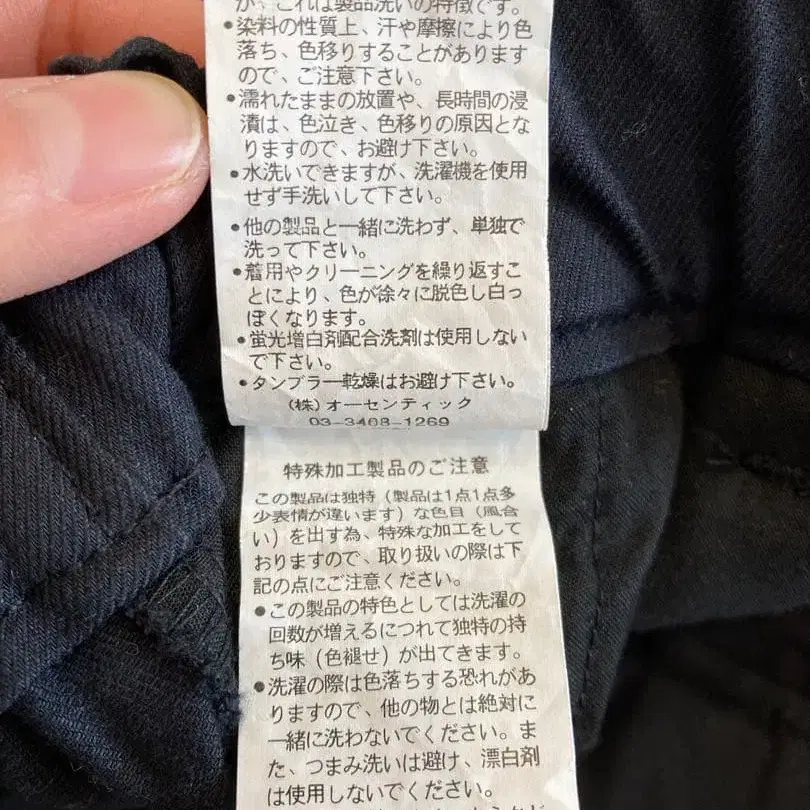 が、これは製品洗いの特徴です。
•染料の性質上、汗や摩擦により色
落ち、色移りすることがあります
ので、ご注意下さい。
•濡れたままの放置や、長時間の浸
漬は、色泣き、色移りの原因とな
りますので、お避け下さい。
•水洗いできますが、洗濯機を使用
せず手洗いして下さい。
•他の製品と一緒に洗わず、単独で
洗って下さい。
•着用やクリーニングを繰り返すこ
とにより、色が徐々に脱色し白っ
ぽくなります。
•蛍光増白剤配合洗剤は使用しない
で下さい。
•タンブラー乾燥はお避け下さい。
(株)オーセンティック
03-3468-1269
特殊加工製品のご注意
この製品は独特(製品は1点1点多
少表情が違います)な色目(風合
い)を出す為、特殊な加工をして
おりますので、取り扱いの際は下
記の点にご注意ください。
•この製品の特色としては洗濯の
回数が増えるにつれて独特の持
ち味(色褪せ)が出てきます。
•洗濯の際は色落ちする恐れがあ
りますので、他の物とは絶対に
一緒に洗わないでください。ま
た、つまみ洗いは避け、漂白剤
は使用しないでください。